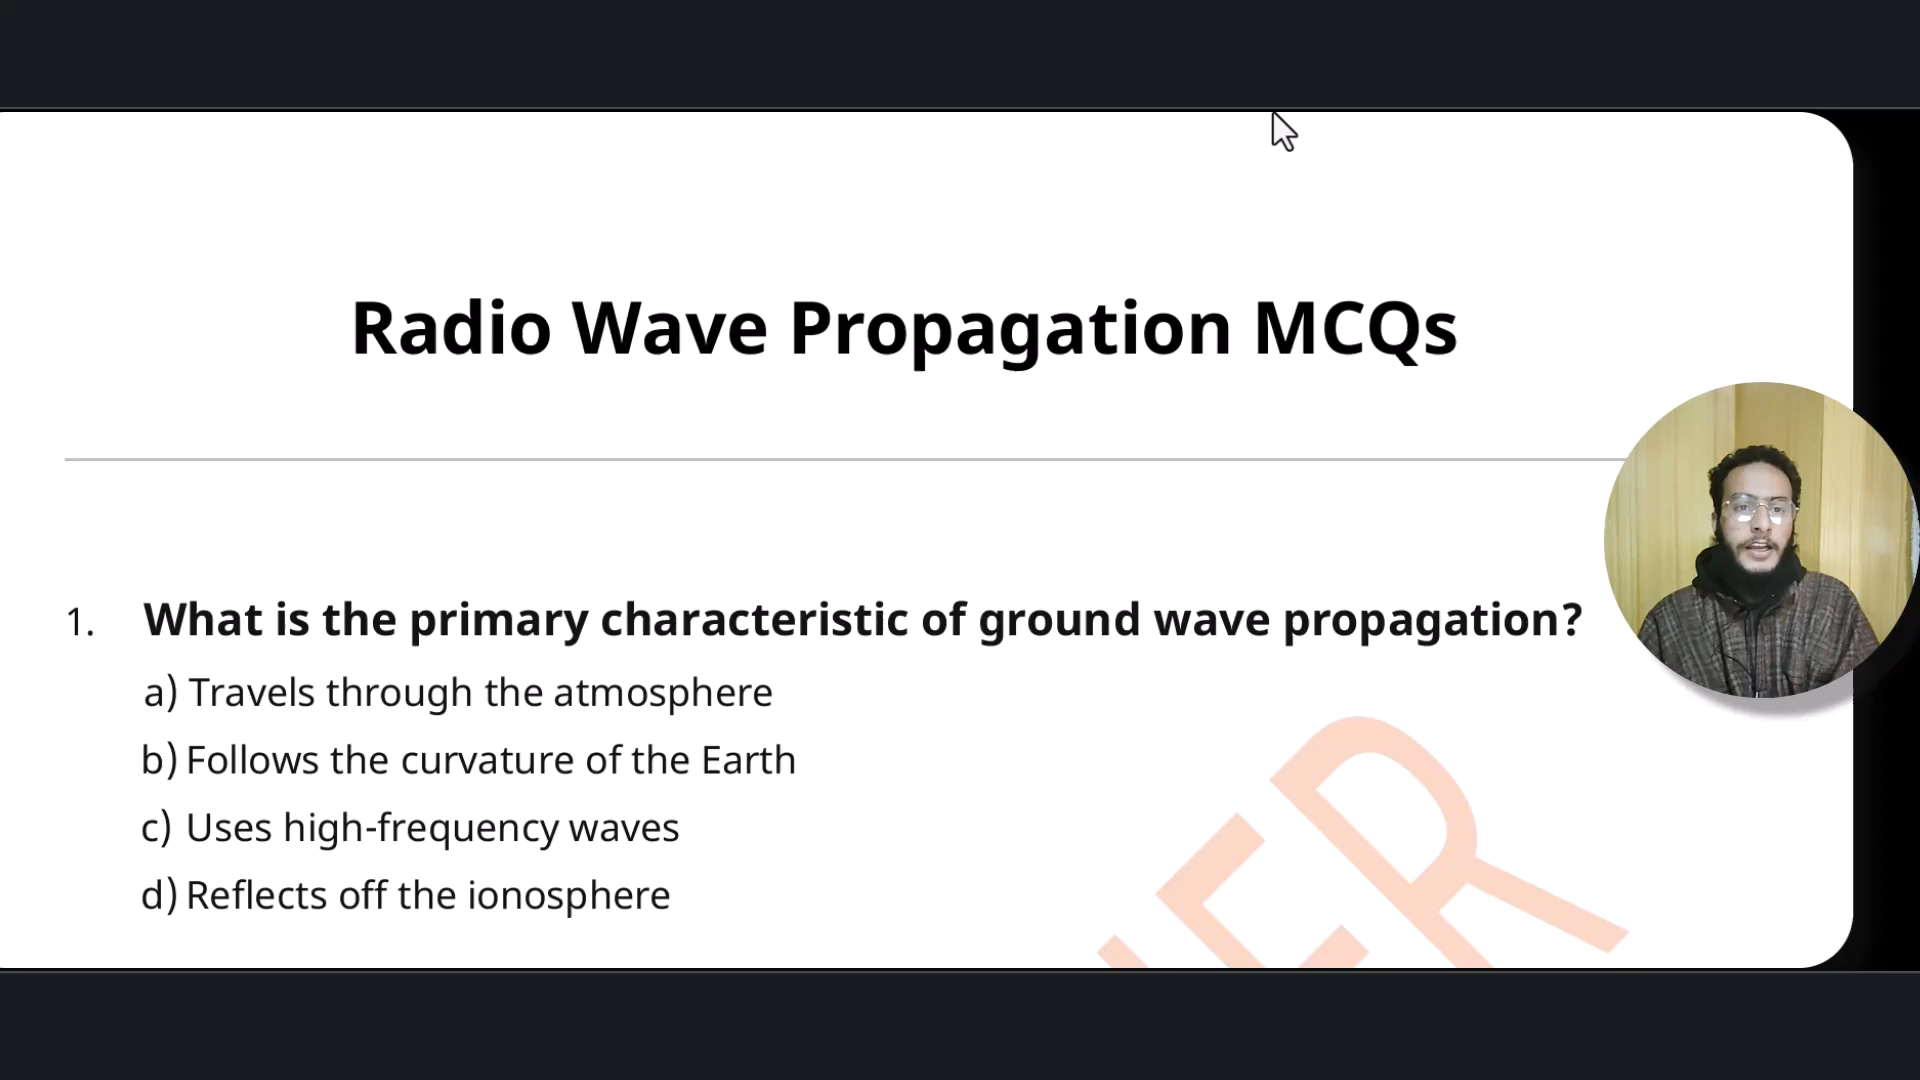 Radio Wave Propagation MCQs
1. What is the primary characteristic of ground wave propagation?
a) Travels through the atmosphere
b) Follows the curvature of the Earth
c) Uses high-frequency waves
d) Reflects off the ionosphere